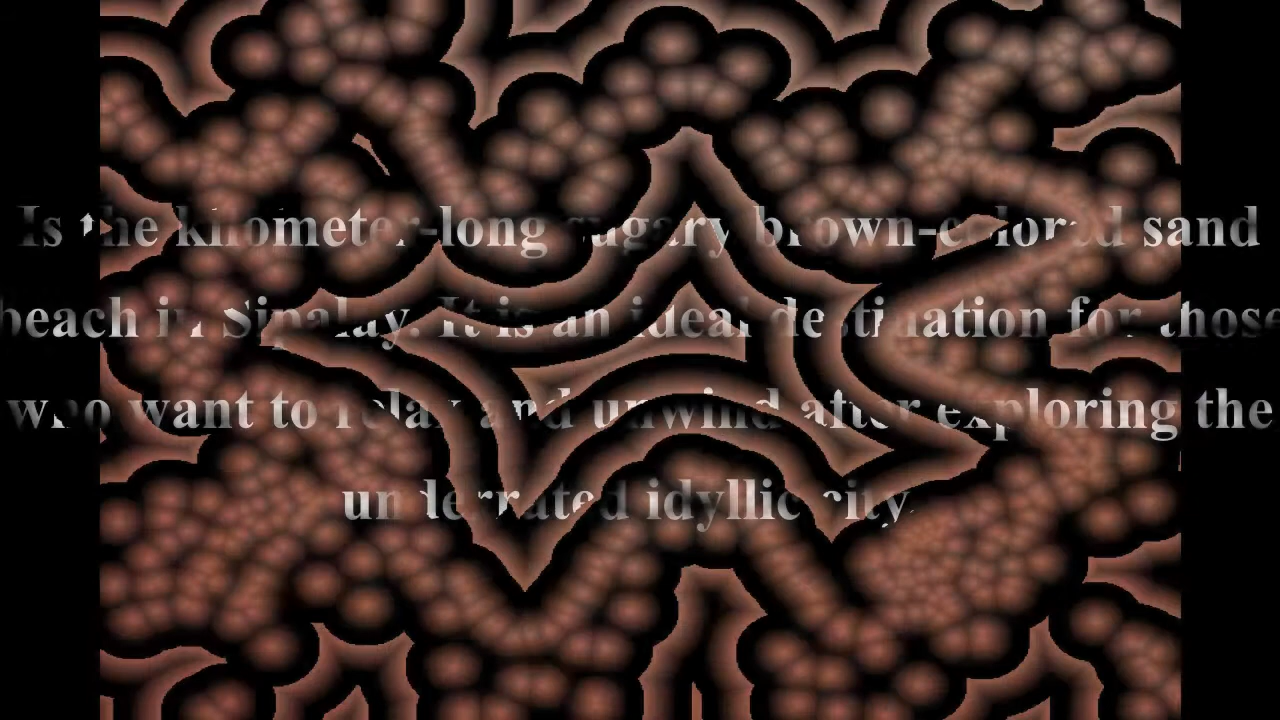 Is the kilometer-long sugary brown-colored sand
beach in Sipalay. It is an ideal destination for those
who want to relax and unwind after exploring the
underrated idyllic city.